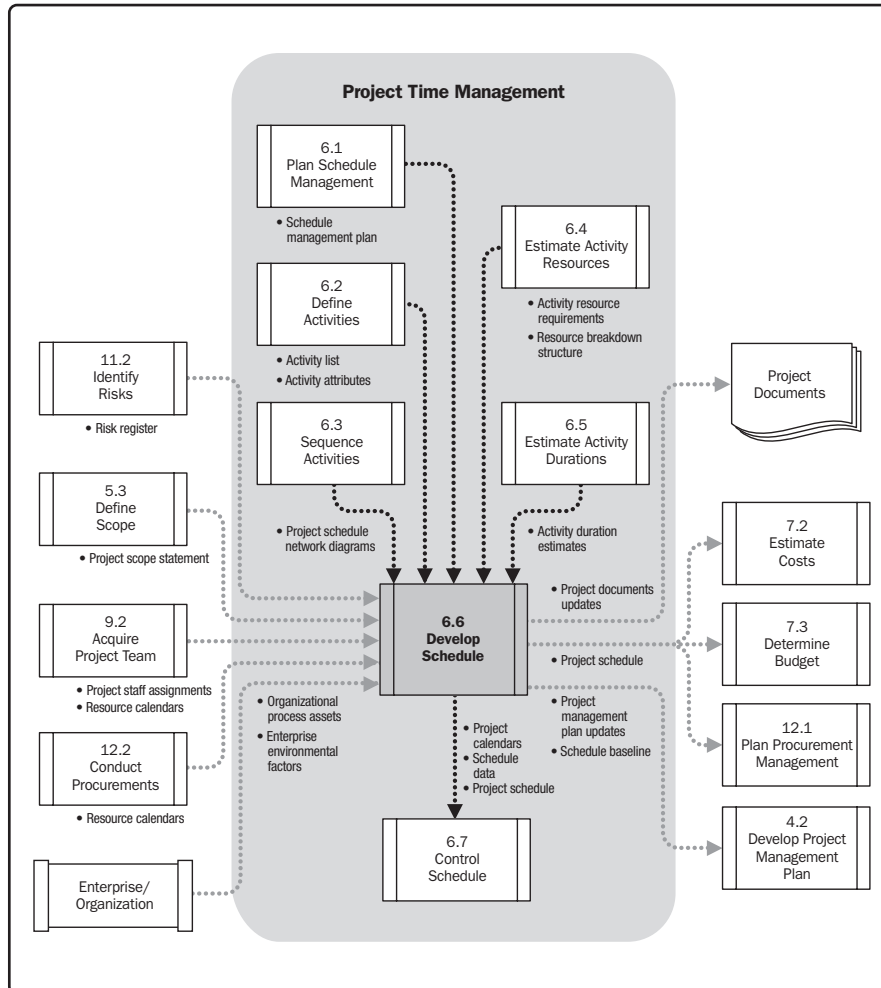 Project Time Management
6.1
Plan Schedule
Management
• Schedule
management plan
6.2
Define
Activities
• Activity list
• Activity attributes
6.3
Sequence
Activities
• Project schedule
network diagrams
6.4
Estimate Activity
Resources
• Activity resource
requirements
• Resource breakdown
structure
6.5
Estimate Activity
Durations
• Activity duration
estimates
11.2
Identify
Risks
• Risk register
5.3
Define
Scope
• Project scope statement
9.2
Acquire
Project Team
• Project staff assignments
• Resource calendars
12.2
Conduct
Procurements
• Resource calendars
Enterprise/
Organization
• Organizational
process assets
• Enterprise
environmental
factors
6.6
Develop
Schedule
• Project
calendars
• Schedule
data
• Project schedule
6.7
Control
Schedule
• Project documents
updates
• Project schedule
• Project
management
plan updates
• Schedule baseline
Project
Documents
7.2
Estimate
Costs
7.3
Determine
Budget
12.1
Plan Procurement
Management
4.2
Develop Project
Management
Plan